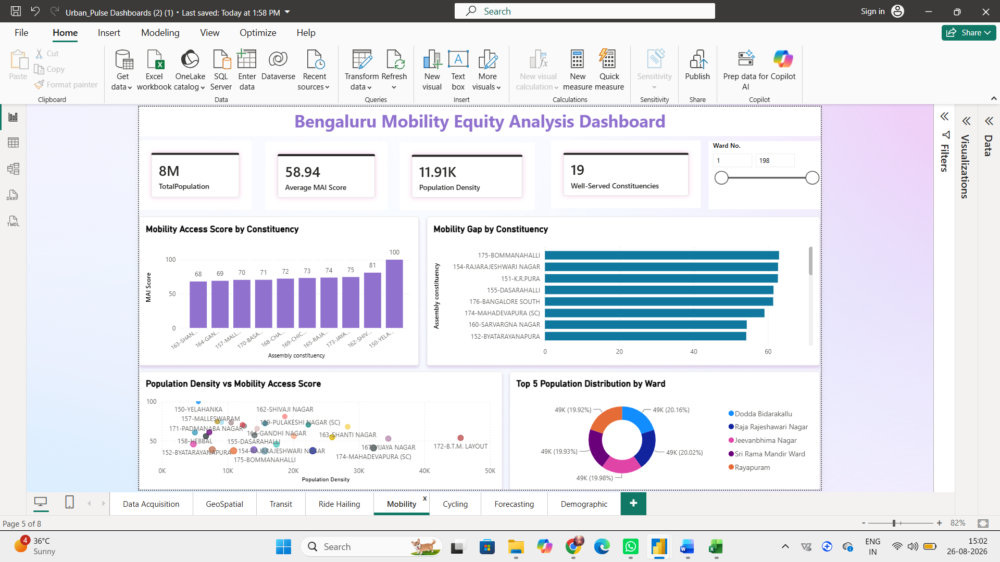 Urban_Pulse Dashboards (2) (1) • Last saved: Today at 1:58 PM
Search
Sign in
File Home Insert Modeling View Optimize Help
Share
Paste
Cut
Copy
Format painter
Clipboard
Get data
Excel workbook
OneLake catalog
SQL Server
Enter data
Dataverse
Recent sources
Data
Transform data
Refresh
Queries
New visual
Text box
More visuals
Insert
New visual calculation
New measure
Quick measure
Calculations
Sensitivity
Sensitivity
Publish
Share
Prep data for AI
Copilot
Copilot
DAX
TMDL
Bengaluru Mobility Equity Analysis Dashboard
8M
TotalPopulation
58.94
Average MAI Score
11.91K
Population Density
19
Well-Served Constituencies
Ward No.
1 198
Filters
Visualizations
Data
Mobility Access Score by Constituency
MAI Score
100
50
0
68 69 70 71 72 73 74 75 81 100
163-SHAN... 164-GAN... 157-MALL... 170-BASA... 168-CHA... 169-CHIC... 165-RAJA... 173-JAYA... 162-SHIV... 150-YELA...
Assembly constituency
Mobility Gap by Constituency
Assembly constituency
175-BOMMANAHALLI
154-RAJARAJESHWARI NAGAR
151-K.R.PURA
155-DASARAHALLI
176-BANGALORE SOUTH
174-MAHADEVAPURA (SC)
160-SARVARGNA NAGAR
152-BYATARAYANAPURA
0 20 40 60
Population Density vs Mobility Access Score
100
50
150-YELAHANKA
162-SHIVAJI NAGAR
157-MALLESWARAM
159-PULAKESHI NAGAR (SC)
171-PADMANABA NAGAR
164-GANDHI NAGAR
163-SHANTI NAGAR
158-HEBBAL
155-DASARAHALLI
167-VIJAYA NAGAR
172-B.T.M. LAYOUT
152-BYATARAYANAPURA
154-RAJARAJESHWARI NAGAR
174-MAHADEVAPURA (SC)
175-BOMMANAHALLI
0K 10K 20K 30K 40K 50K
Population Density
Top 5 Population Distribution by Ward
49K (19.92%)
49K (20.16%)
49K (19.93%)
49K (20.02%)
49K (19.98%)
Dodda Bidarakallu
Raja Rajeshawari Nagar
Jeevanbhima Nagar
Sri Rama Mandir Ward
Rayapuram
Data Acquisition GeoSpatial Transit Ride Hailing Mobility x Cycling Forecasting Demographic +
Page 5 of 8
- + 82%
4
36°C
Sunny
Search
ENG
IN
15:02
26-08-2026